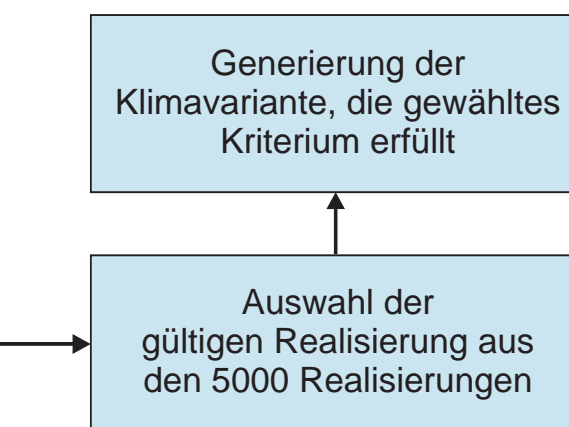 Generierung der
Klimavariante, die gewähltes
Kriterium erfüllt
Auswahl der
gültigen Realisierung aus
den 5000 Realisierungen